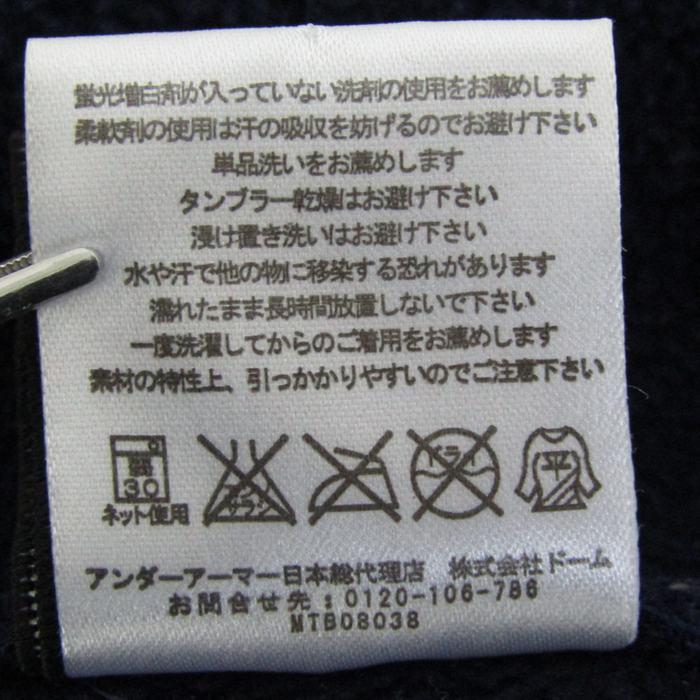 蛍光増白剤が入っていない洗剤の使用をお薦めします
柔軟剤の使用は汗の吸収を妨げるのでお避け下さい
単品洗いをお薦めします
タンブラー乾燥はお避け下さい
浸け置き洗いはお避け下さい
水や汗で他の物に移染する恐れがあります
濡れたまま長時間放置しないで下さい
一度洗濯してからのご着用をお薦めします
素材の特性上、引っかかりやすいのでご注意下さい
弱
30
ネット使用
エンソ
サラシ
ドライ
平
アンダーアーマー日本総代理店 株式会社ドーム
お問合せ先：0120-106-786
MTB08038